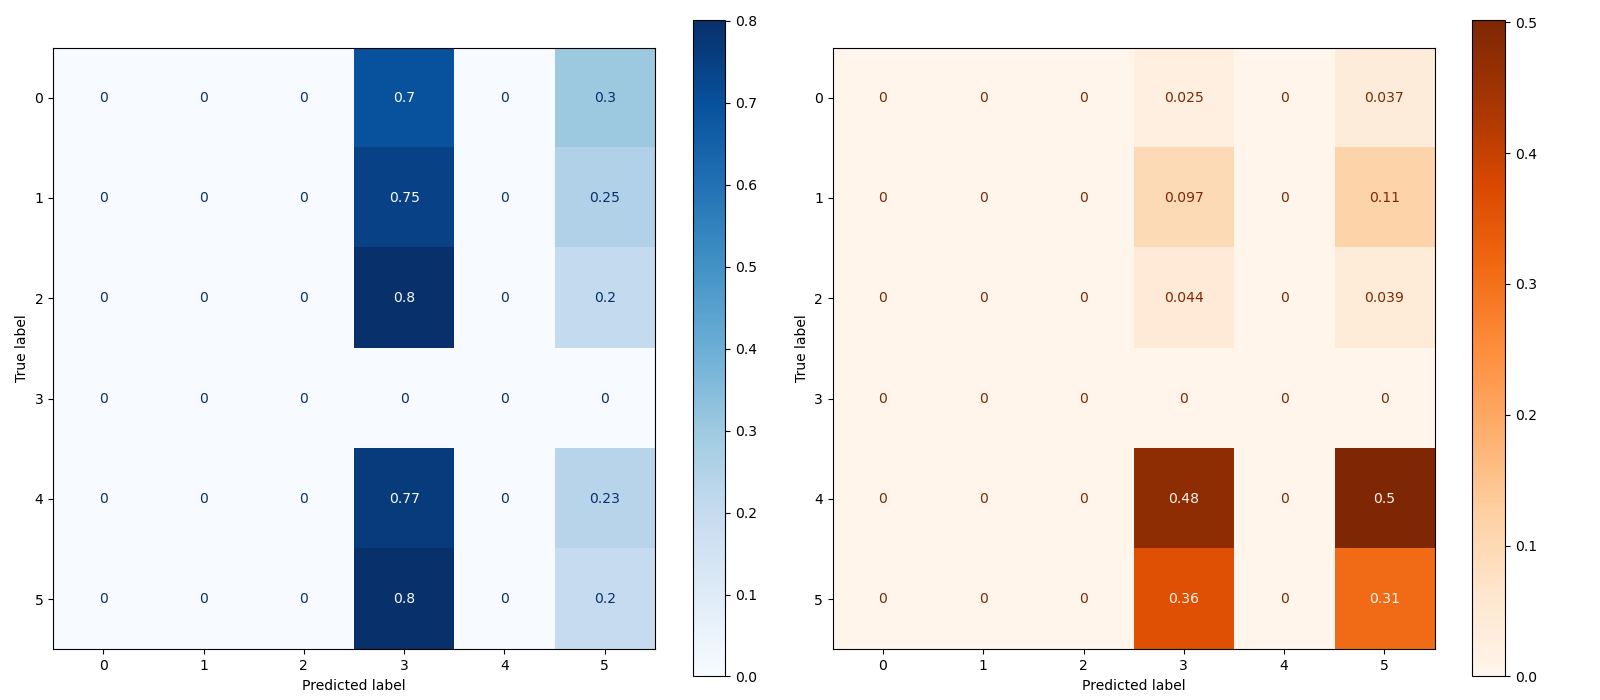 0 0 0 0 0.7 0 0.3
1 0 0 0 0.75 0 0.25
2 0 0 0 0.8 0 0.2
3 0 0 0 0 0 0
4 0 0 0 0.77 0 0.23
5 0 0 0 0.8 0 0.2
0 1 2 3 4 5
Predicted label
True label
0.8
0.7
0.6
0.5
0.4
0.3
0.2
0.1
0.0
0 0 0 0 0.025 0 0.037
1 0 0 0 0.097 0 0.11
2 0 0 0 0.044 0 0.039
3 0 0 0 0 0 0
4 0 0 0 0.48 0 0.5
5 0 0 0 0.36 0 0.31
0 1 2 3 4 5
Predicted label
True label
0.5
0.4
0.3
0.2
0.1
0.0